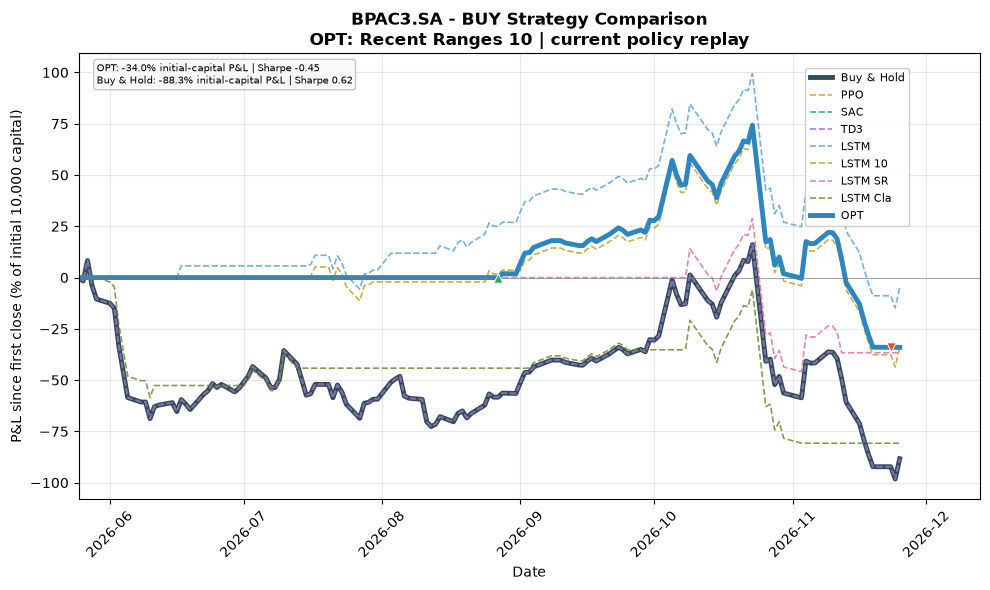 BPAC3.SA - BUY Strategy Comparison
OPT: Recent Ranges 10 | current policy replay
OPT: -34.0% initial-capital P&L | Sharpe -0.45
Buy & Hold: -88.3% initial-capital P&L | Sharpe 0.62
Buy & Hold
PPO
SAC
TD3
LSTM
LSTM 10
LSTM SR
LSTM Cla
OPT
P&L since first close (% of initial 10,000 capital)
100
75
50
25
0
−25
−50
−75
−100
2026-06
2026-07
2026-08
2026-09
2026-10
2026-11
2026-12
Date